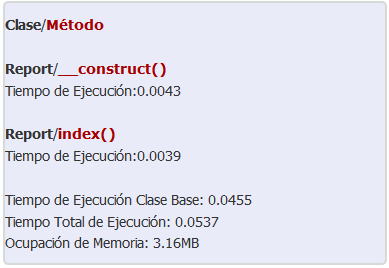 Clase/Método
Report/__construct()
Tiempo de Ejecución:0.0043
Report/index()
Tiempo de Ejecución:0.0039
Tiempo de Ejecución Clase Base: 0.0455
Tiempo Total de Ejecución: 0.0537
Ocupación de Memoria: 3.16MB